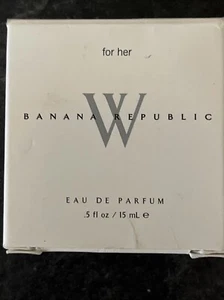 for her
W
BANANA REPUBLIC
EAU DE PARFUM
.5 fl oz / 15 mL e